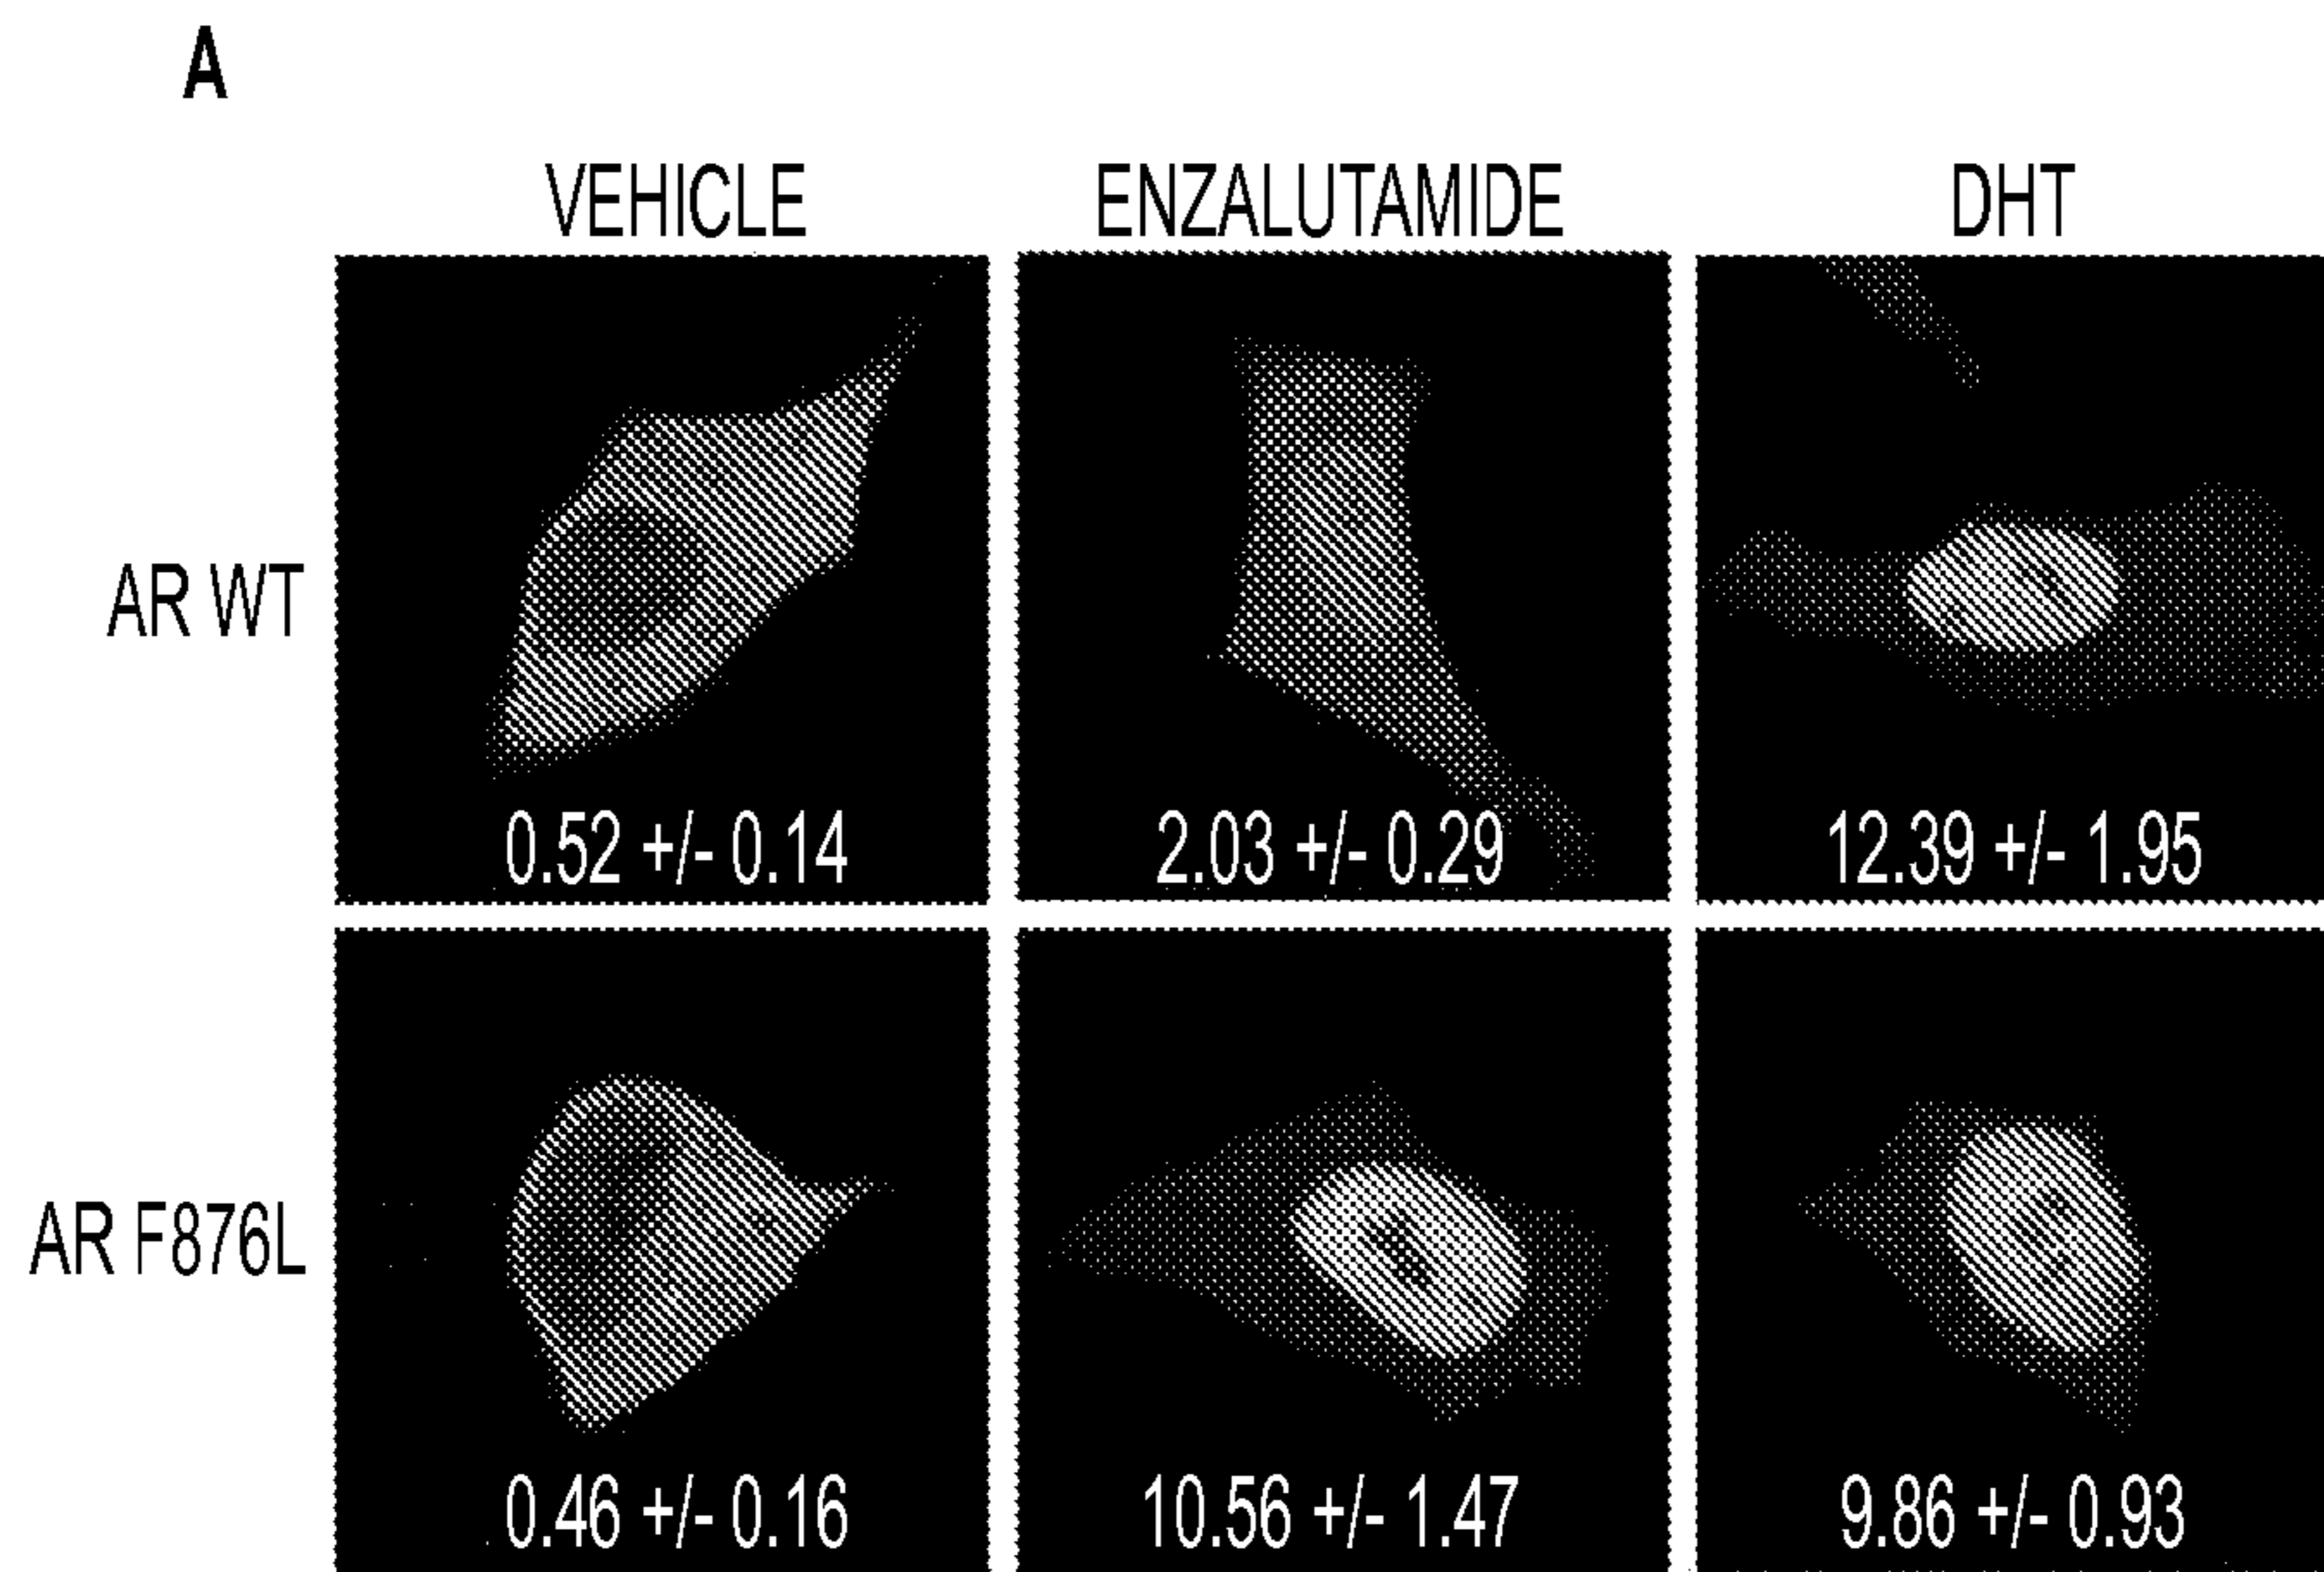 A
VEHICLE ENZALUTAMIDE DHT
AR WT
0.52 +/- 0.14 2.03 +/- 0.29 12.39 +/- 1.95
AR F876L
0.46 +/- 0.16 10.56 +/- 1.47 9.86 +/- 0.93